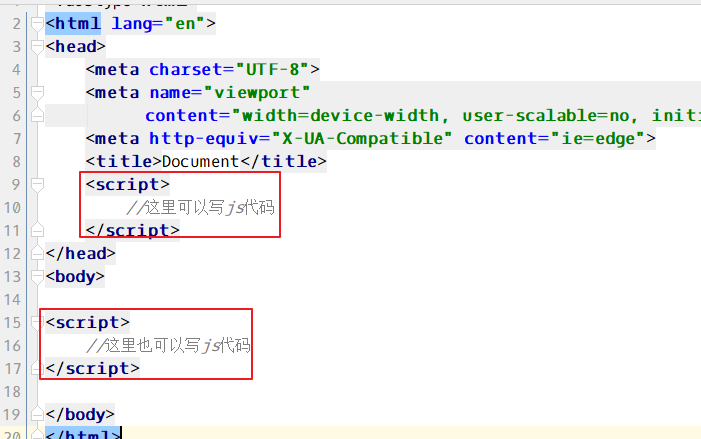 2 <html lang="en">
3 <head>
4 <meta charset="UTF-8">
5 <meta name="viewport"
6 content="width=device-width, user-scalable=no,
7 <meta http-equiv="X-UA-Compatible" content="ie=edge">
8 <title>Document</title>
9 <script>
10 //这里可以写js代码
11 </script>
12 </head>
13 <body>
14
15 <script>
16 //这里也可以写js代码
17 </script>
18
19 </body>
20 </html>